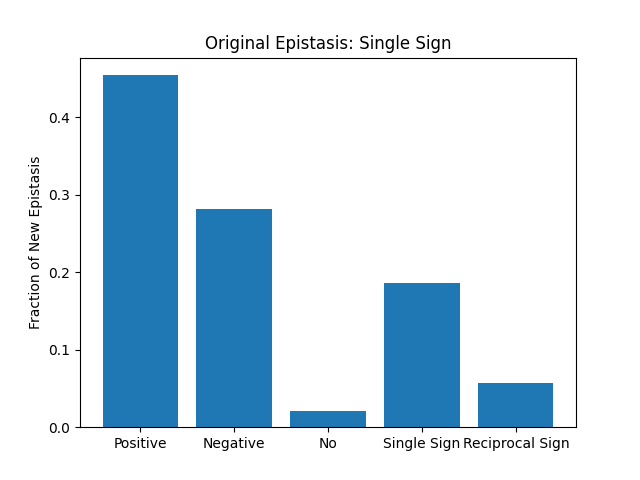 Original Epistasis: Single Sign
Fraction of New Epistasis
0.4
0.3
0.2
0.1
0.0
Positive Negative No Single Sign Reciprocal Sign